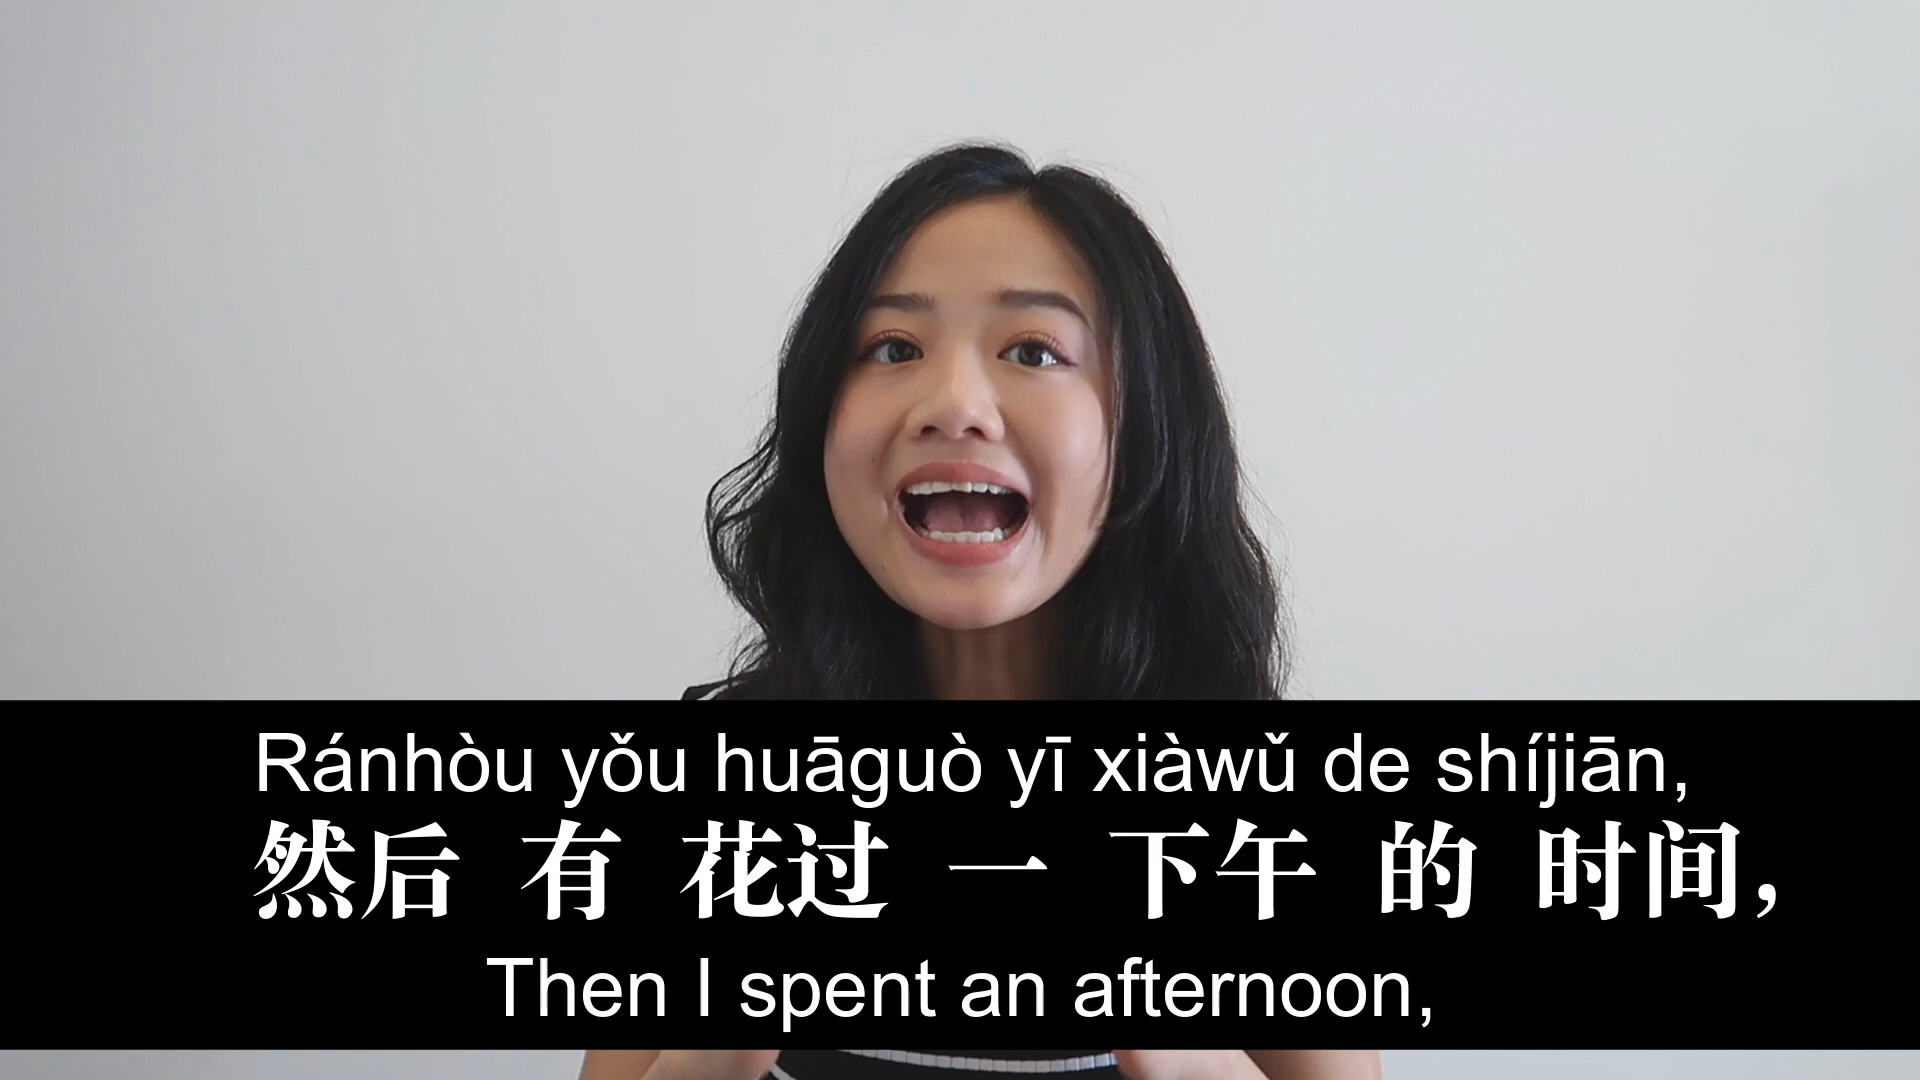 Ránhòu yǒu huāguò yī xiàwǔ de shíjiān,
然后 有 花过 一 下午 的 时间,
Then I spent an afternoon,